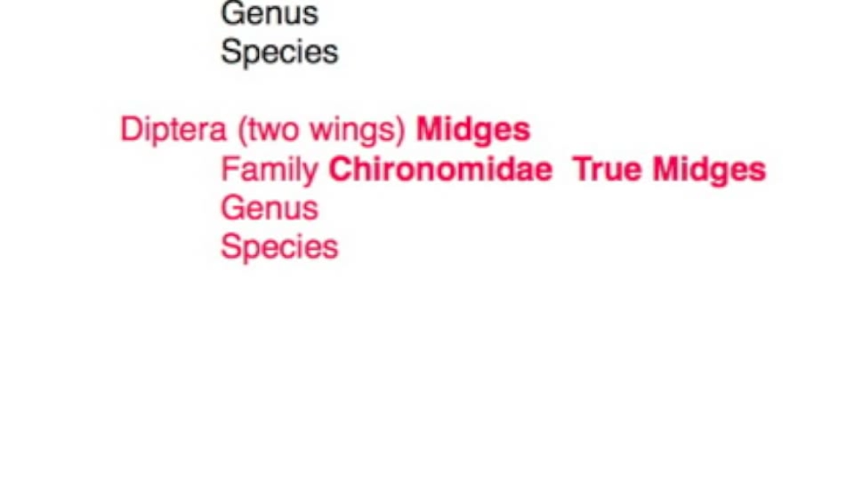 Genus
Species
Diptera (two wings) Midges
Family Chironomidae True Midges
Genus
Species